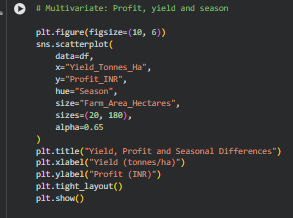 # Multivariate: Profit, yield and season
plt.figure(figsize=(10, 6))
sns.scatterplot(
    data=df,
    x="Yield_Tonnes_Ha",
    y="Profit_INR",
    hue="Season",
    size="Farm_Area_Hectares",
    sizes=(20, 180),
    alpha=0.65
)
plt.title("Yield, Profit and Seasonal Differences")
plt.xlabel("Yield (tonnes/ha)")
plt.ylabel("Profit (INR)")
plt.tight_layout()
plt.show()